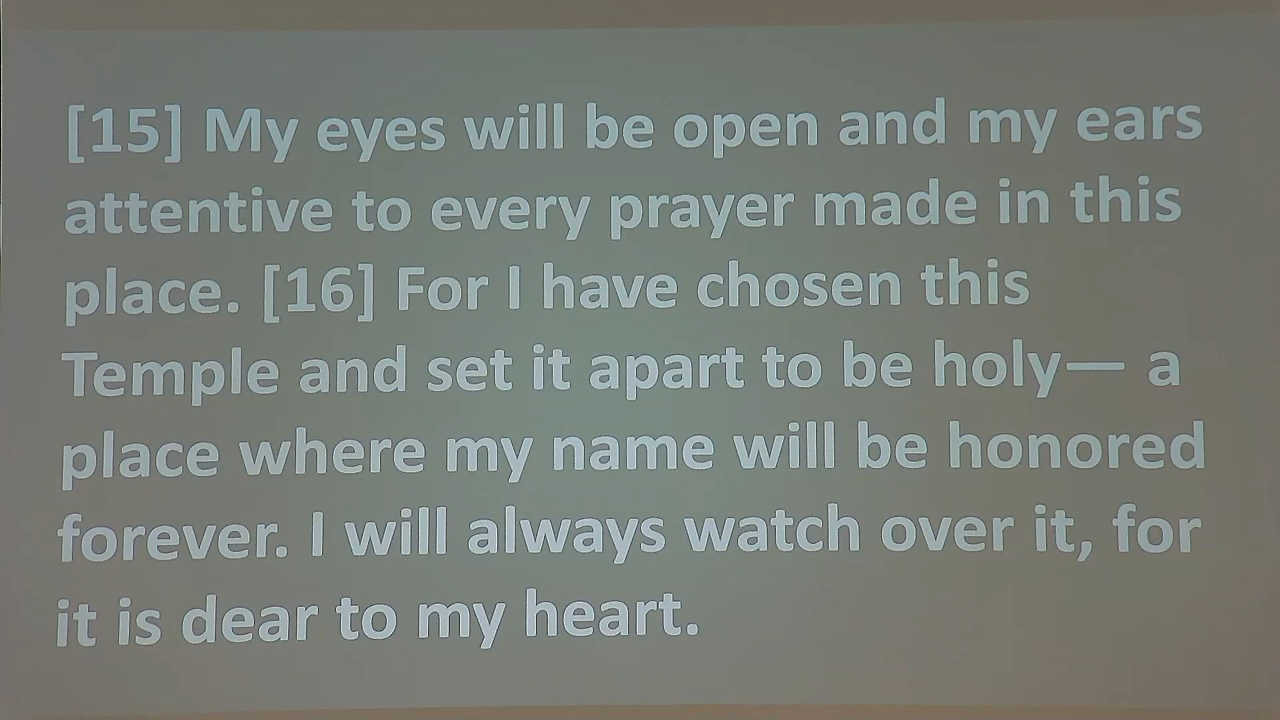 [15] My eyes will be open and my ears
attentive to every prayer made in this
place. [16] For I have chosen this
Temple and set it apart to be holy— a
place where my name will be honored
forever. I will always watch over it, for
it is dear to my heart.